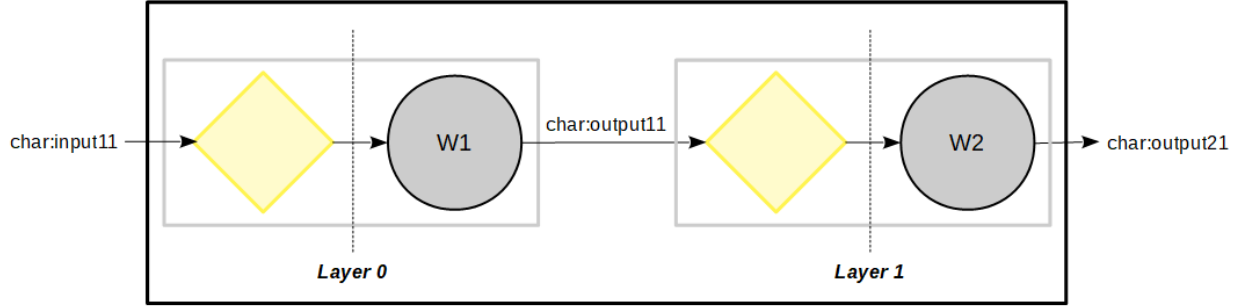 char:input11
W1
char:output11
W2
char:output21
Layer 0
Layer 1